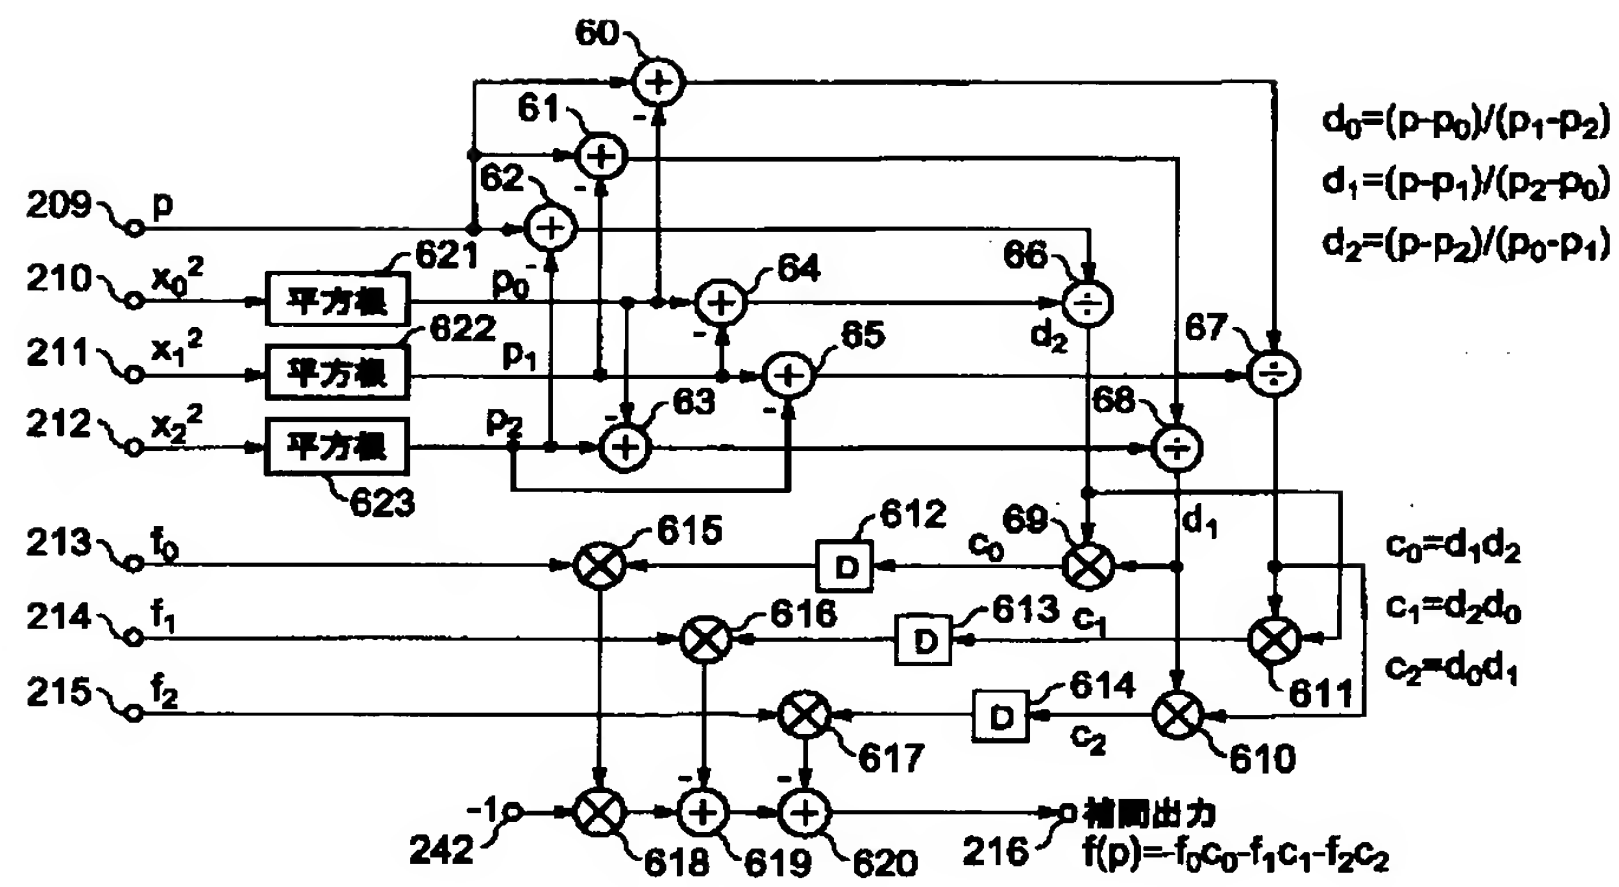 60
61
62
209
p
d₀=(p-p₀)/(p₁-p₂)
d₁=(p-p₁)/(p₂-p₀)
d₂=(p-p₂)/(p₀-p₁)
210
x₀²
621
平方根
p₀
-
-
-
64
66
÷
d₂
211
x₁²
622
平方根
p₁
-
65
67
÷
212
x₂²
623
平方根
p₂
-
63
-
68
÷
213
f₀
615
612
D
c₀
69
d₁
c₀=d₁d₂
214
f₁
616
613
D
c₁
611
c₁=d₂d₀
215
f₂
617
614
D
c₂
610
c₂=d₀d₁
-1
242
618
-
619
-
620
216
補間出力
f(p)=-f₀c₀-f₁c₁-f₂c₂